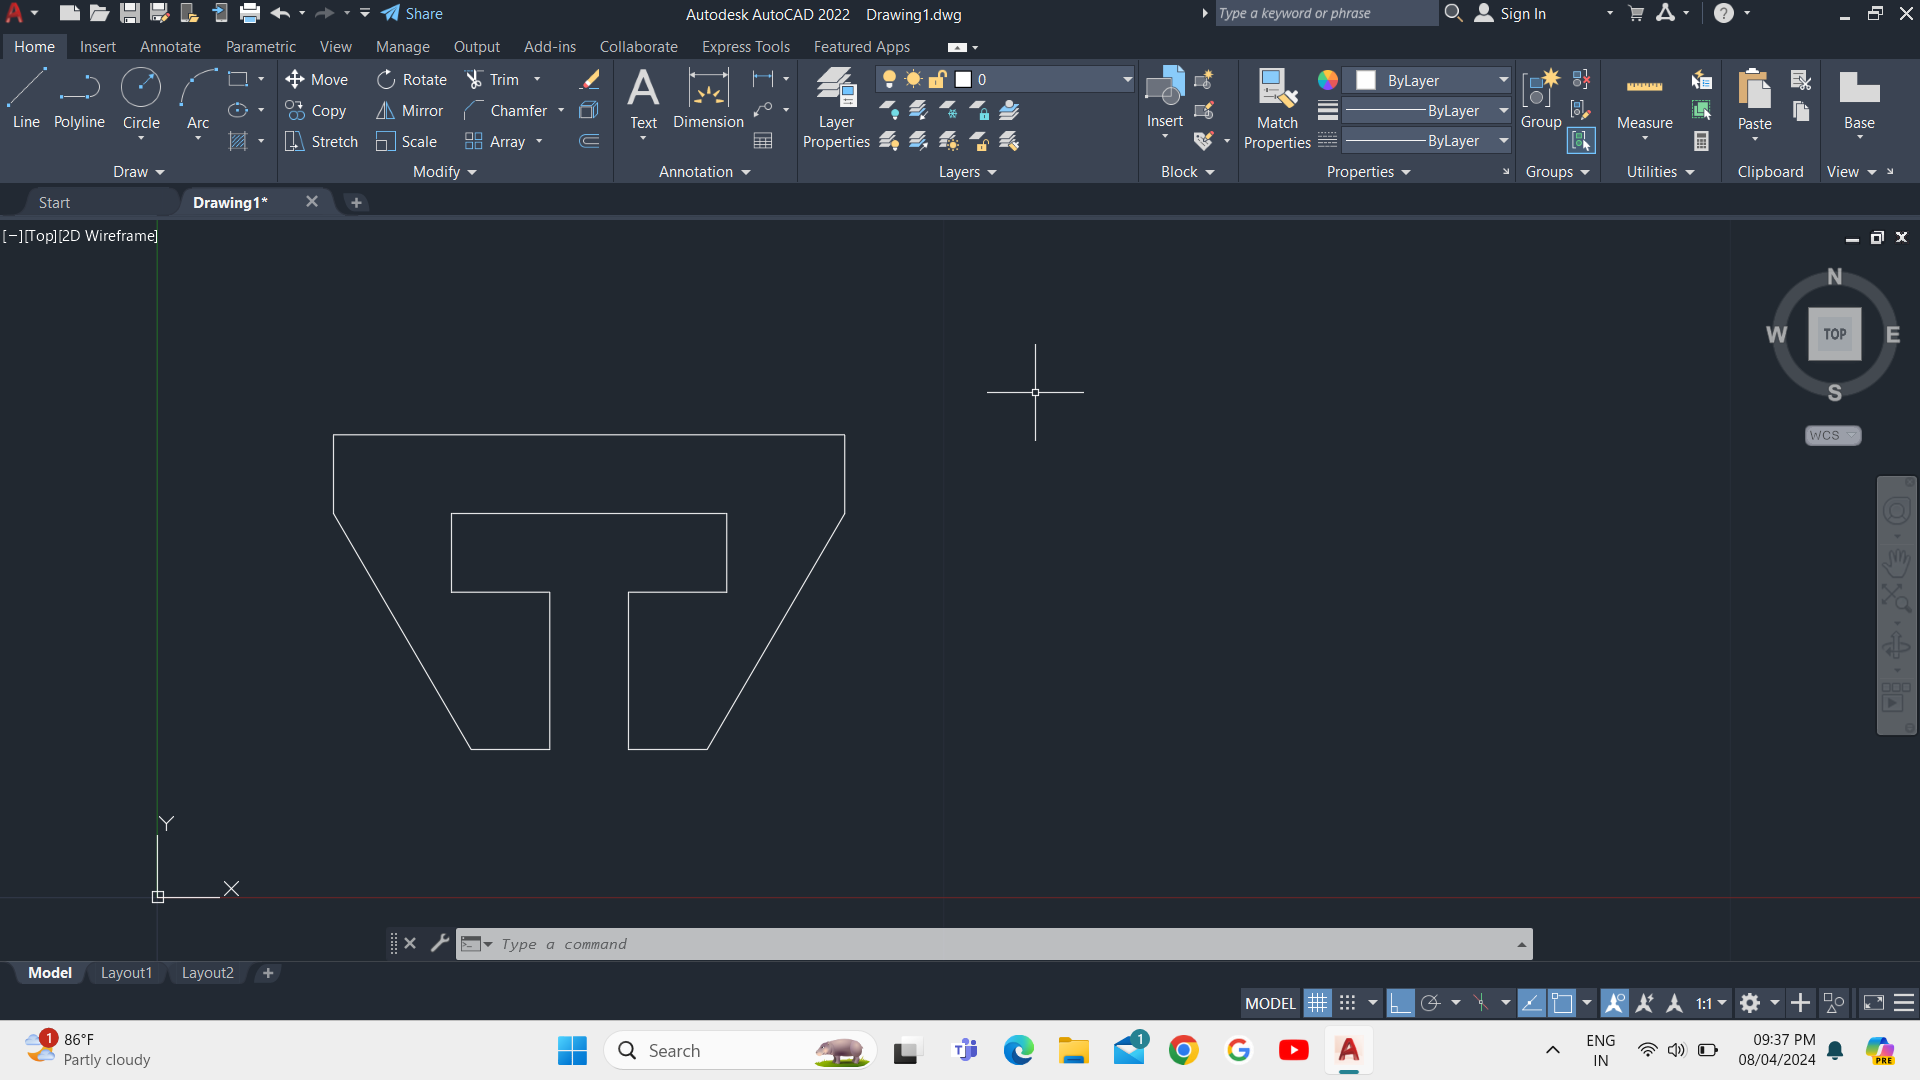 Share
Autodesk AutoCAD 2022 Drawing1.dwg
Type a keyword or phrase
Sign In
Home Insert Annotate Parametric View Manage Output Add-ins Collaborate Express Tools Featured Apps
Line Polyline Circle Arc
Draw
Move Rotate Trim
Copy Mirror Chamfer
Stretch Scale Array
Modify
Text Dimension
Annotation
Layer
Properties
0
Layers
Insert
Block
Match
Properties
ByLayer
ByLayer
ByLayer
Properties
Group
Groups
Measure
Utilities
Paste
Clipboard
Base
View
Start Drawing1*
[−][Top][2D Wireframe]
N
W TOP E
S
WCS
Y
X
Type a command
Model Layout1 Layout2
MODEL 1:1
1
86°F
Partly cloudy
Search
1
ENG
IN
09:37 PM
08/04/2024
PRE